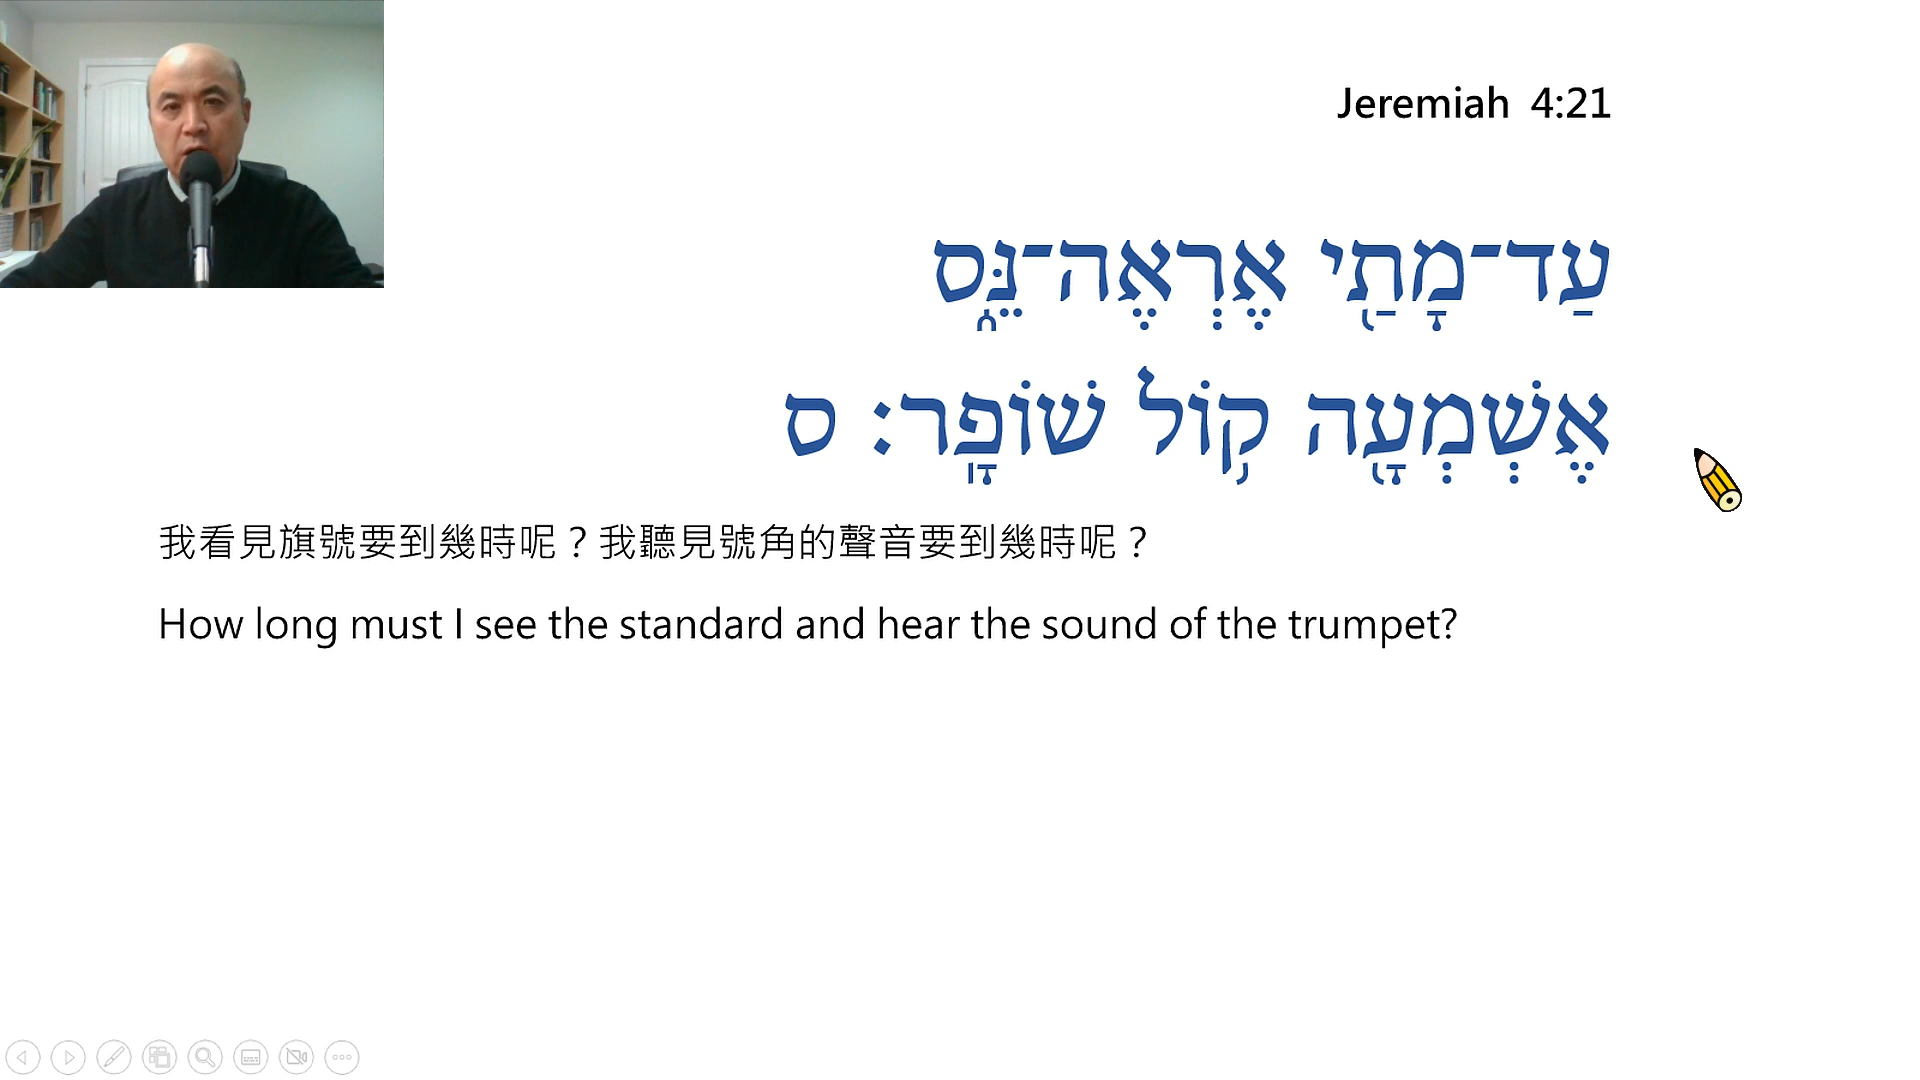 Jeremiah 4:21
עַד־מָתַ֖י אֶרְאֶה־נֵּ֑ס
אֶשְׁמְעָ֖ה ק֥וֹל שׁוֹפָֽר׃ ס
我看見旗號要到幾時呢？我聽見號角的聲音要到幾時呢？
How long must I see the standard and hear the sound of the trumpet?